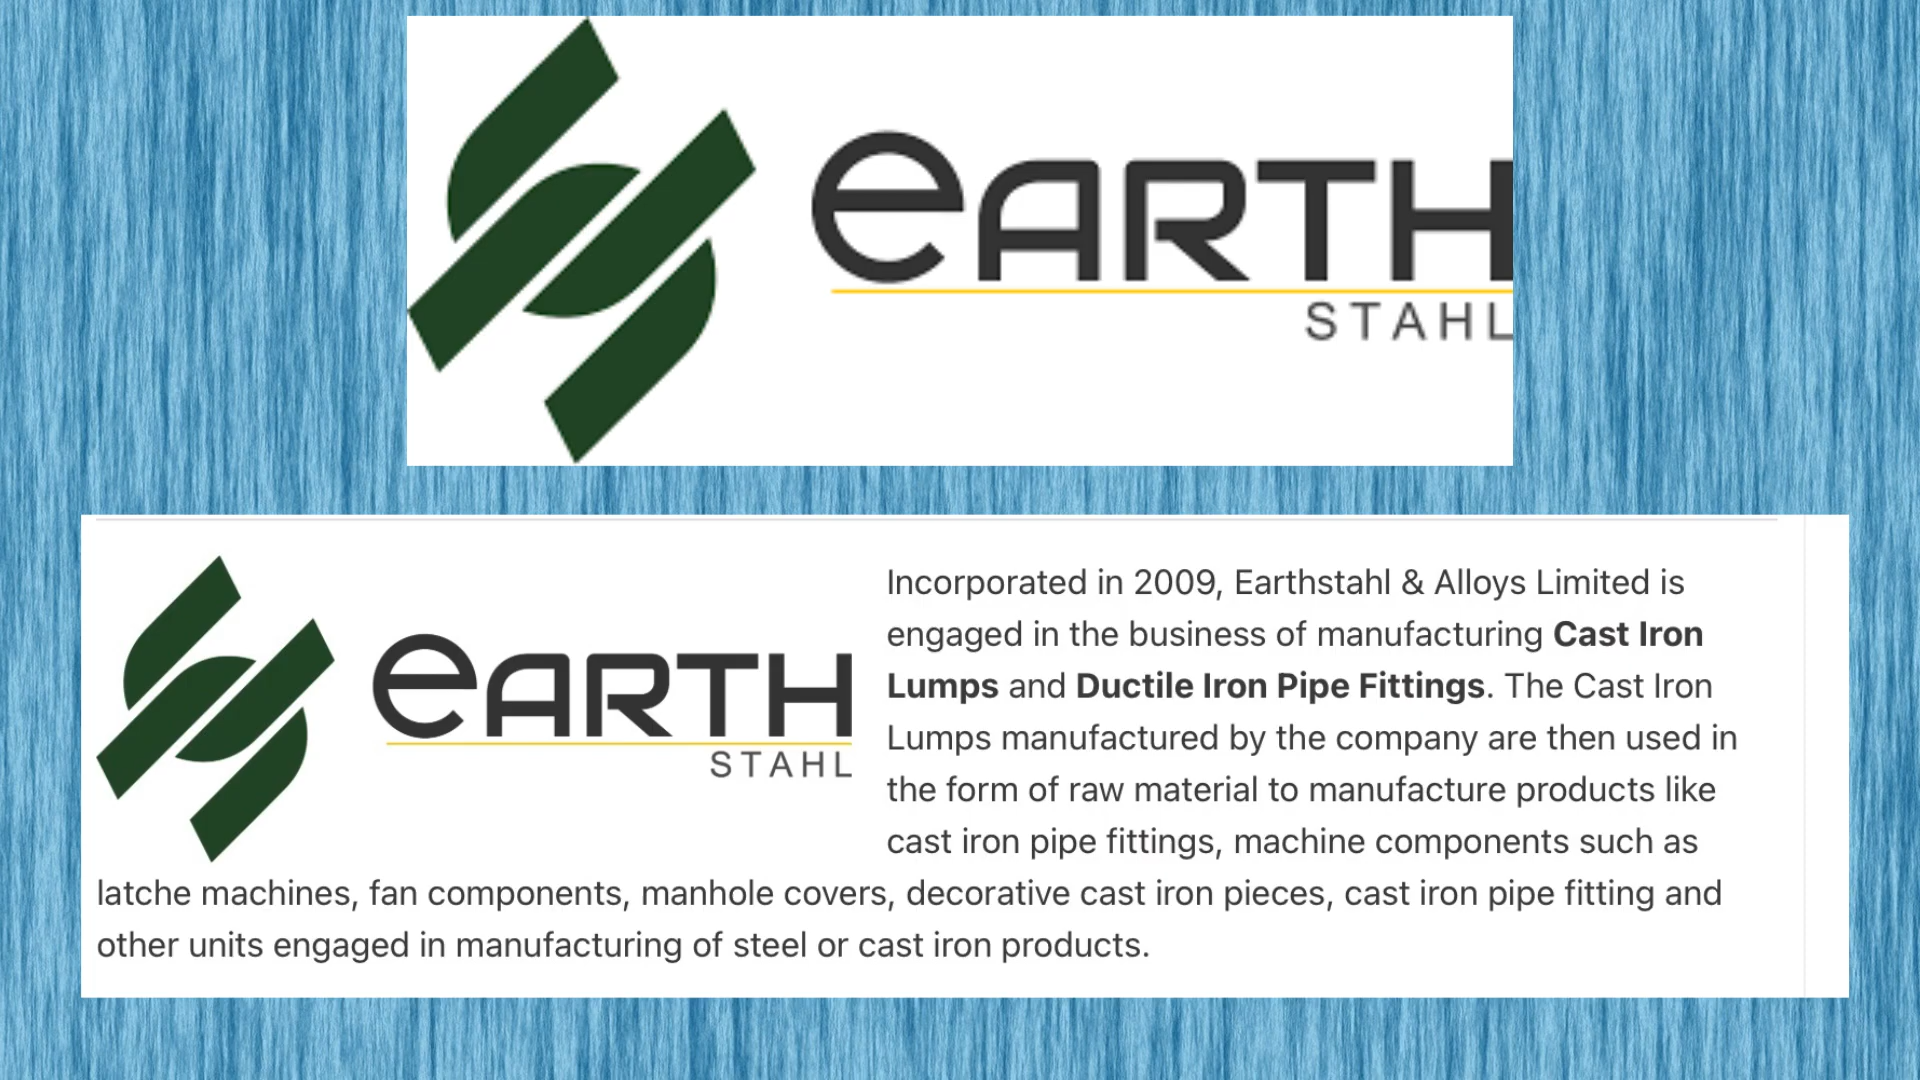 eARTH
STAHL
eARTH
STAHL
Incorporated in 2009, Earthstahl & Alloys Limited is
engaged in the business of manufacturing Cast Iron
Lumps and Ductile Iron Pipe Fittings. The Cast Iron
Lumps manufactured by the company are then used in
the form of raw material to manufacture products like
cast iron pipe fittings, machine components such as
latche machines, fan components, manhole covers, decorative cast iron pieces, cast iron pipe fitting and
other units engaged in manufacturing of steel or cast iron products.